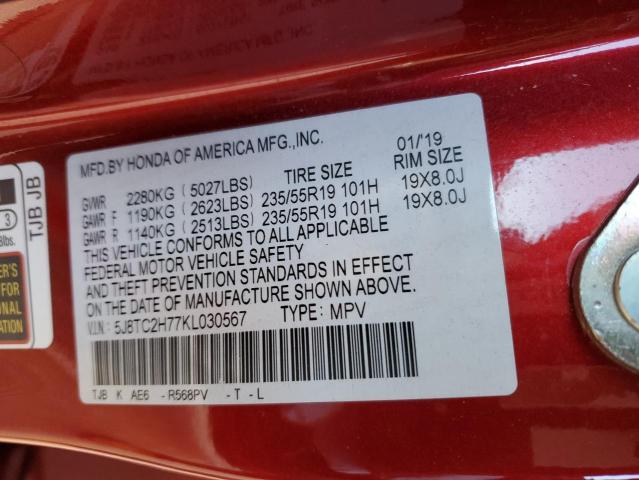 MFD.BY HONDA OF AMERICA MFG.,INC. 01/'19
TIRE SIZE RIM SIZE
GVWR 2280KG (5027LBS)
GAWR F 1190KG (2623LBS) 235/55R19 101H 19X8.0J
GAWR R 1140KG (2513LBS) 235/55R19 101H 19X8.0J
THIS VEHICLE CONFORMS TO ALL APPLICABLE
FEDERAL MOTOR VEHICLE SAFETY
AND THEFT PREVENTION STANDARDS IN EFFECT
ON THE DATE OF MANUFACTURE SHOWN ABOVE.
V.I.N: 5J8TC2H77KL030567 TYPE: MPV
TJB K AE6 - R568PV - T - L
TJB JB
3
lbs.
FOR